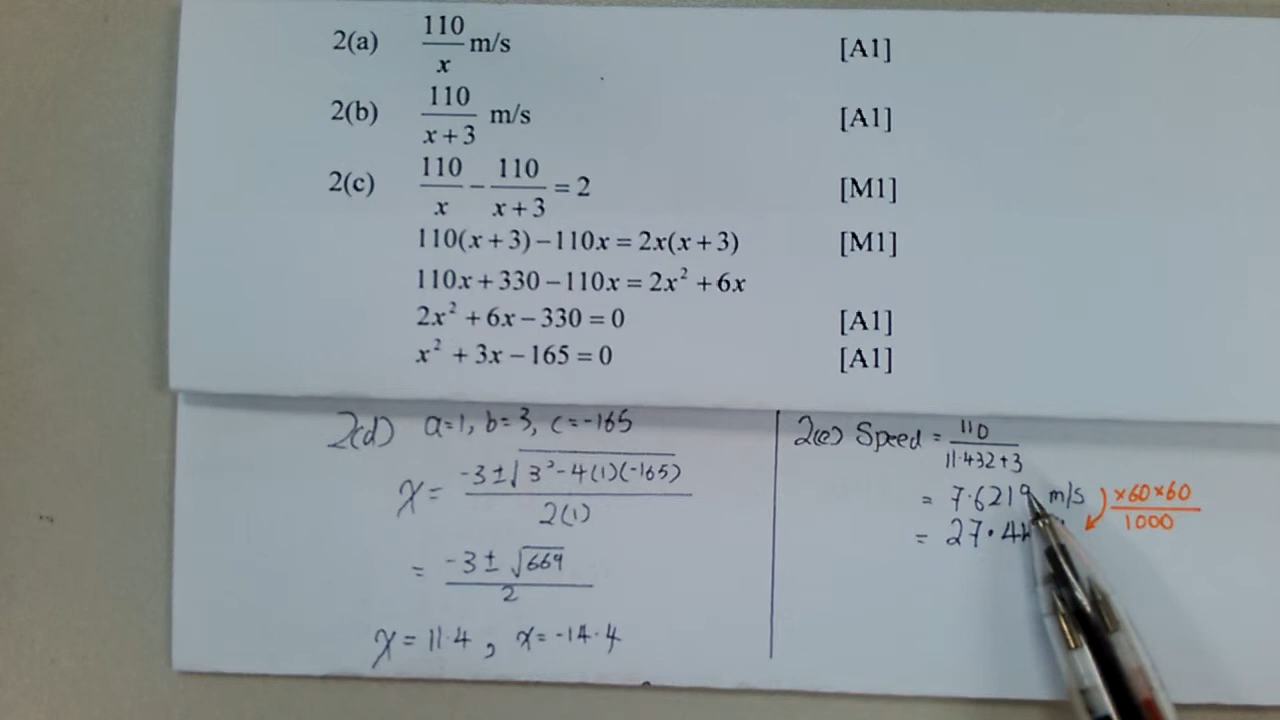 2(a) 110/x m/s [A1]
2(b) 110/(x+3) m/s [A1]
2(c) 110/x − 110/(x+3) = 2 [M1]
110(x+3)−110x = 2x(x+3) [M1]
110x+330−110x = 2x² +6x
2x² +6x−330 = 0 [A1]
x² +3x−165 = 0 [A1]
2(d) a=1, b=3, c=-165
x = (-3±√(3²-4(1)(-165)))/(2(1))
= (-3±√669)/2
x = 11.4, x=-14.4
2(e) Speed = 110/(11.432+3)
= 7.6219 m/s ×60×60/1000
= 27.4